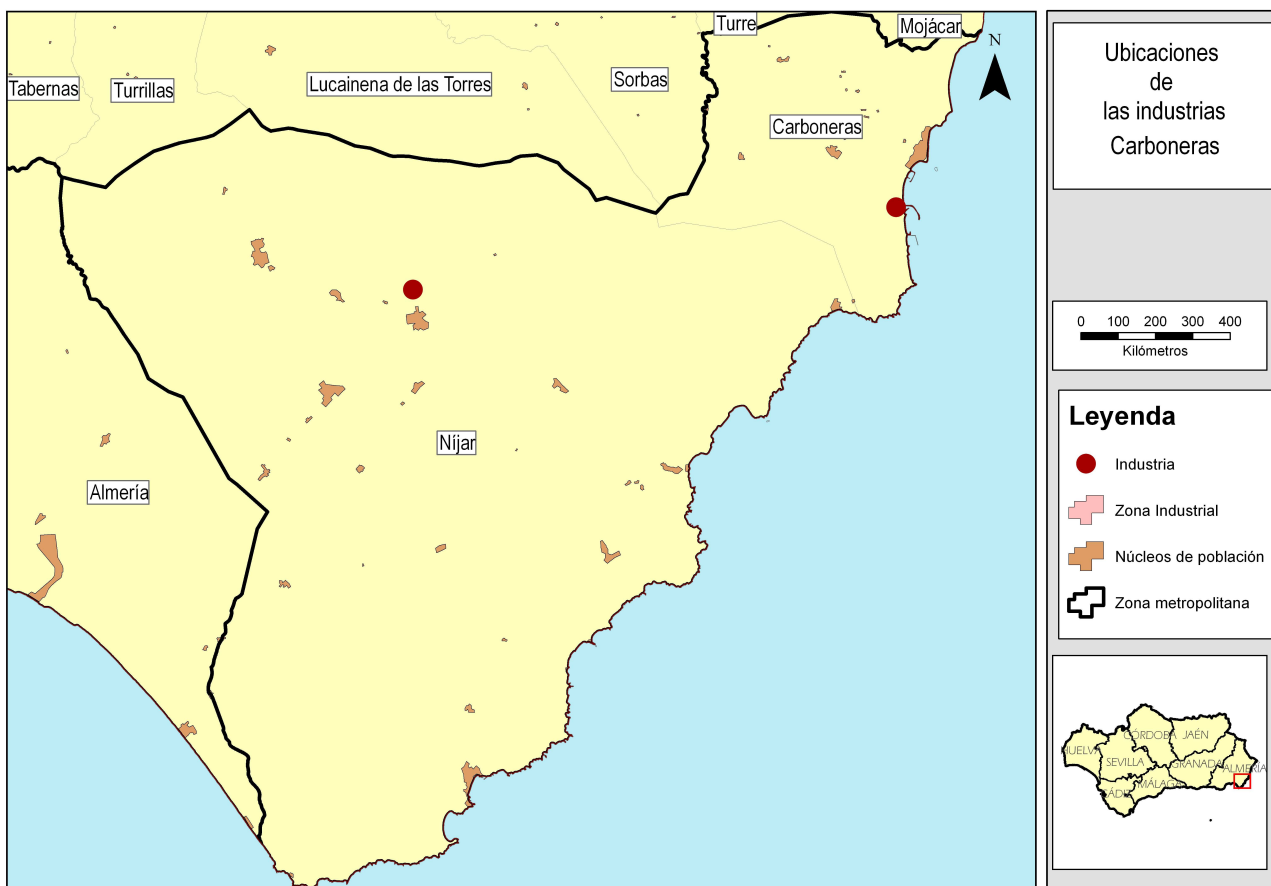 Turre
Mojácar
N
Tabernas
Turrillas
Lucainena de las Torres
Sorbas
Carboneras
Níjar
Almería
Ubicaciones
de
las industrias
Carboneras
0 100 200 300 400
Kilómetros
Leyenda
Industria
Zona Industrial
Núcleos de población
Zona metropolitana
CÓRDOBA
JAÉN
HUELVA
SEVILLA
GRANADA
ALMERÍA
MÁLAGA
CÁDIZ